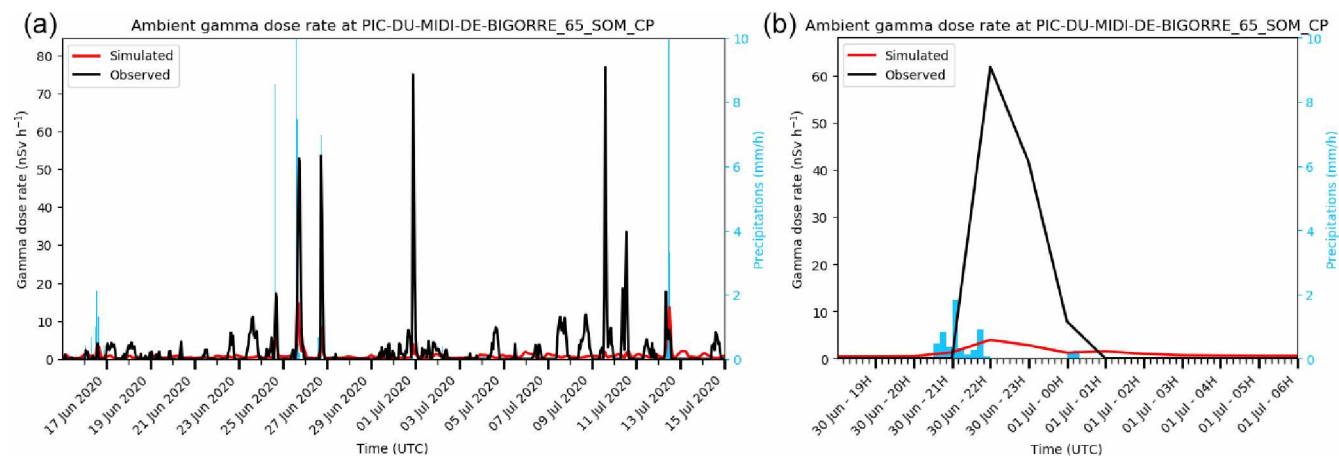 (a)
Ambient gamma dose rate at PIC-DU-MIDI-DE-BIGORRE_65_SOM_CP
Simulated
Observed
Gamma dose rate (nSv h⁻¹)
80
70
60
50
40
30
20
10
0
10
8
6
4
2
0
Precipitations (mm/h)
17 Jun 2020
19 Jun 2020
21 Jun 2020
23 Jun 2020
25 Jun 2020
27 Jun 2020
29 Jun 2020
01 Jul 2020
03 Jul 2020
05 Jul 2020
07 Jul 2020
09 Jul 2020
11 Jul 2020
13 Jul 2020
15 Jul 2020
Time (UTC)
(b)
Ambient gamma dose rate at PIC-DU-MIDI-DE-BIGORRE_65_SOM_CP
Simulated
Observed
Gamma dose rate (nSv h⁻¹)
60
50
40
30
20
10
0
10
8
6
4
2
0
Precipitations (mm/h)
30 Jun - 19H
30 Jun - 20H
30 Jun - 21H
30 Jun - 22H
30 Jun - 23H
01 Jul - 00H
01 Jul - 01H
01 Jul - 02H
01 Jul - 03H
01 Jul - 04H
01 Jul - 05H
01 Jul - 06H
Time (UTC)